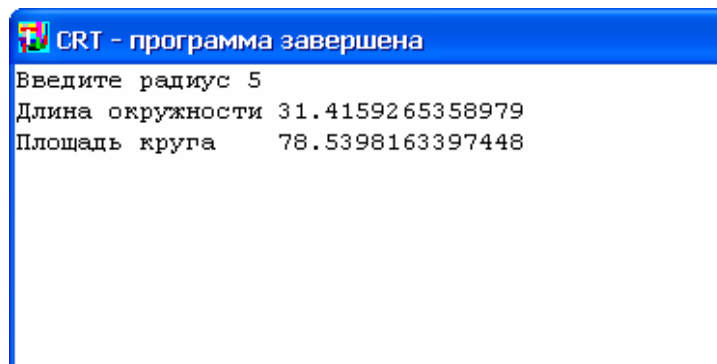 CRT - программа завершена
Введите радиус 5
Длина окружности 31.4159265358979
Площадь круга 78.5398163397448